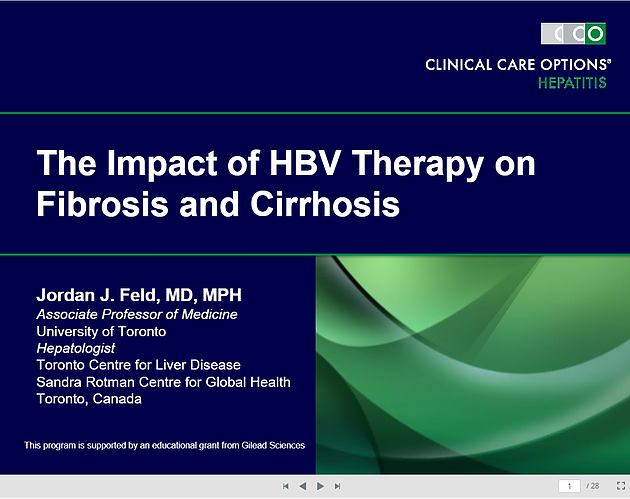 CCO
CLINICAL CARE OPTIONS®
HEPATITIS
The Impact of HBV Therapy on
Fibrosis and Cirrhosis
Jordan J. Feld, MD, MPH
Associate Professor of Medicine
University of Toronto
Hepatologist
Toronto Centre for Liver Disease
Sandra Rotman Centre for Global Health
Toronto, Canada
This program is supported by an educational grant from Gilead Sciences
1 / 28